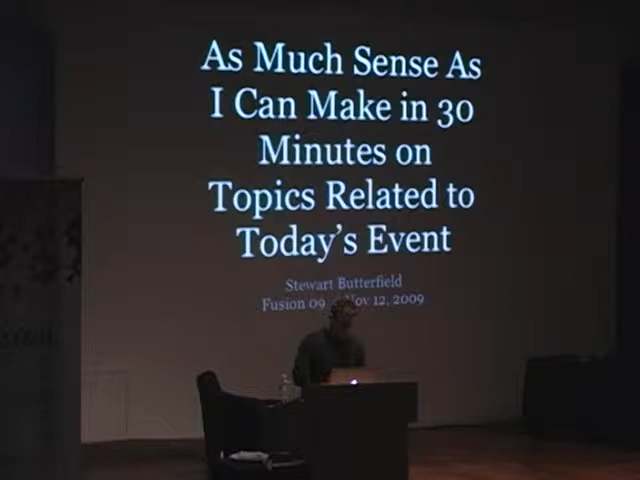 As Much Sense As
I Can Make in 30
Minutes on
Topics Related to
Today's Event
Stewart Butterfield
Fusion 09 Nov 12, 2009